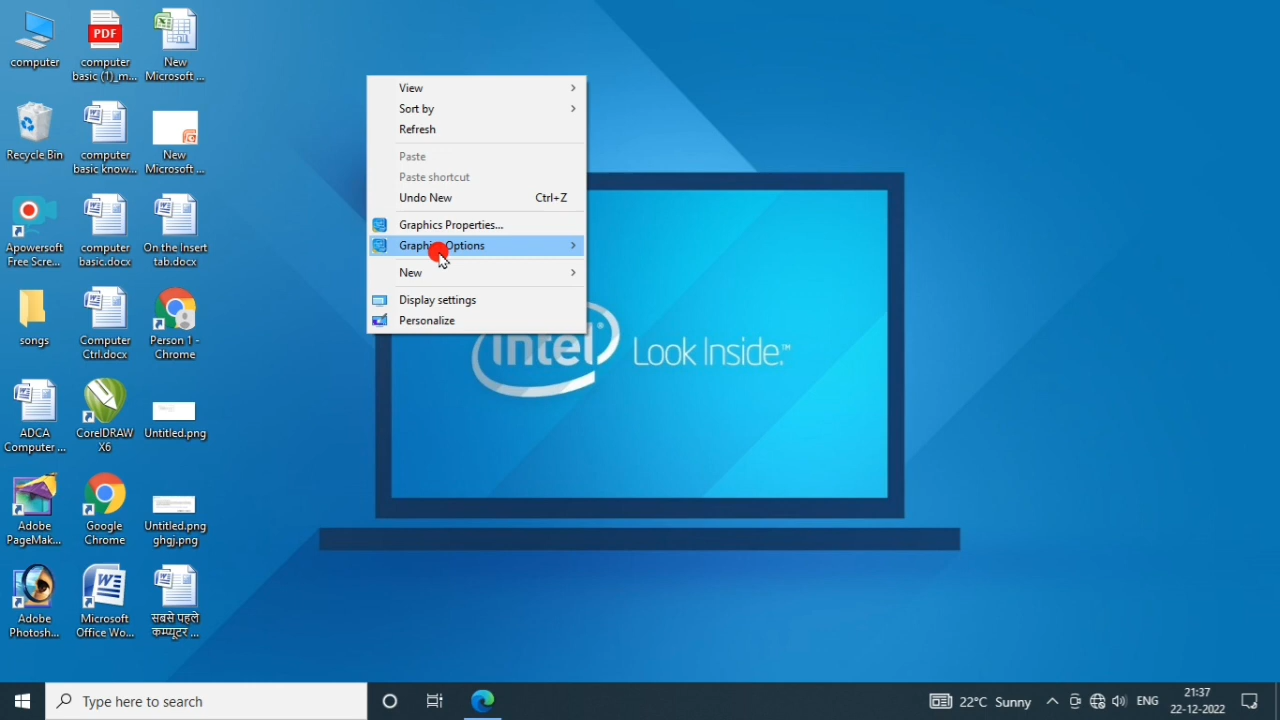 computer
PDF
computer
basic (1)_m...
New
Microsoft ...
Recycle Bin
computer
basic know...
New
Microsoft ...
Apowersoft
Free Scre...
computer
basic.docx
On the Insert
tab.docx
songs
Computer
Ctrl.docx
Person 1 -
Chrome
ADCA
Computer ...
CorelDRAW
X6
Untitled.png
Adobe
PageMak...
Google
Chrome
Untitled.png
ghgj.png
Adobe
Photosh...
Microsoft
Office Wo...
सबसे पहले
कम्प्यूटर ...
View
Sort by
Refresh
Paste
Paste shortcut
Undo New Ctrl+Z
Graphics Properties...
Graphics Options
New
Display settings
Personalize
intel® Look Inside.™
Type here to search
22°C Sunny
ENG
21:37
22-12-2022